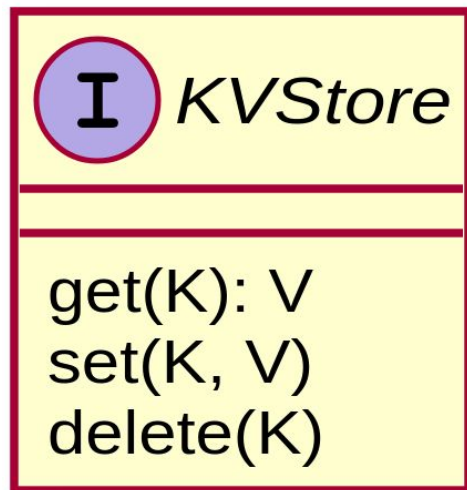 I KVStore
get(K): V
set(K, V)
delete(K)